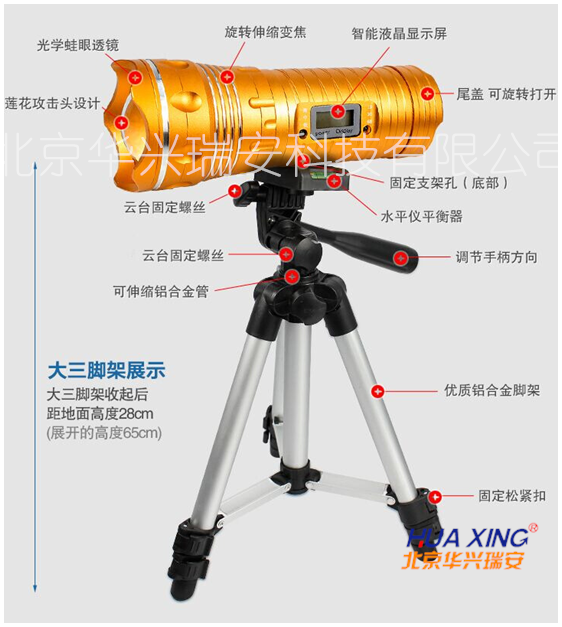 旋转伸缩变焦
智能液晶显示屏
光学蛙眼透镜
尾盖 可旋转打开
莲花攻击头设计
北京华兴瑞安科技有限公司
固定支架孔(底部)
云台固定螺丝
水平仪平衡器
云台固定螺丝
调节手柄方向
可伸缩铝合金管
大三脚架展示
大三脚架收起后
距地面高度28cm
(展开的高度65cm)
优质铝合金脚架
固定松紧扣
HUA XING®
北京华兴瑞安